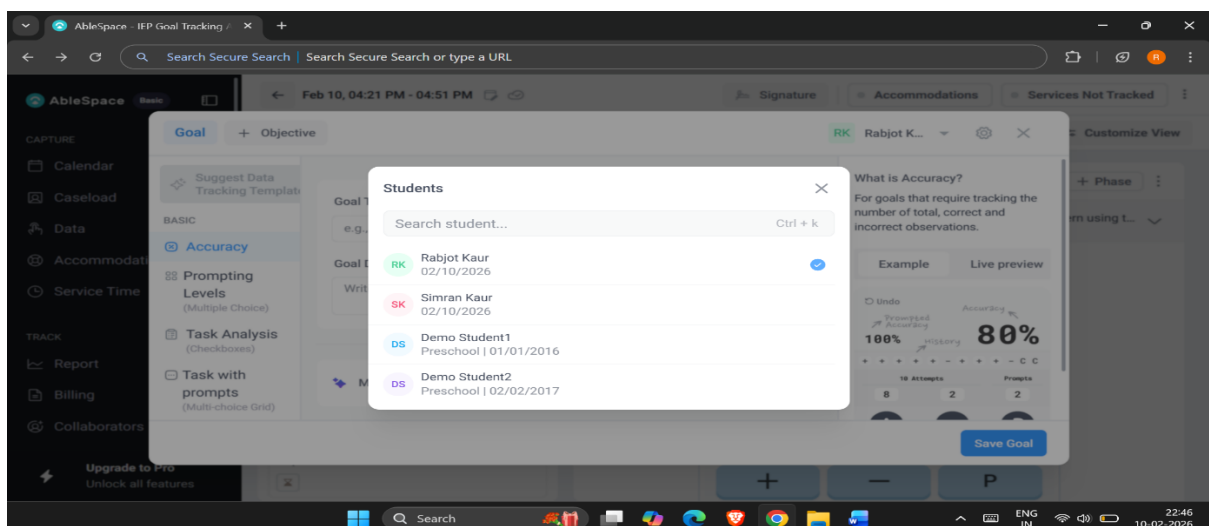 AbleSpace - IEP Goal Tracking /
Search Secure Search | Search Secure Search or type a URL
R
AbleSpace Basic
Feb 10, 04:21 PM - 04:51 PM
Signature
Accommodations
Services Not Tracked
CAPTURE
Calendar
Caseload
Data
Accommodati
Service Time
TRACK
Report
Billing
Collaborators
Upgrade to Pro
Unlock all features
Goal
+ Objective
RK Rabjot K...
Customize View
+ Phase
Suggest Data
Tracking Templat
BASIC
Accuracy
Prompting
Levels
(Multiple Choice)
Task Analysis
(Checkboxes)
Task with
prompts
(Multi-choice Grid)
Goal T
e.g.,
Goal D
Writ
M
Students
Search student...
Ctrl + k
RK
Rabjot Kaur
02/10/2026
SK
Simran Kaur
02/10/2026
DS
Demo Student1
Preschool | 01/01/2016
DS
Demo Student2
Preschool | 02/02/2017
What is Accuracy?
For goals that require tracking the
number of total, correct and
incorrect observations.
Example
Live preview
Undo
Prompted
Accuracy
Accuracy
100%
History
80%
+ + + + + - + + + - C C
10 Attempts
Prompts
8
2
2
using t...
Save Goal
+
—
P
Search
ENG
IN
22:46
10-02-2026